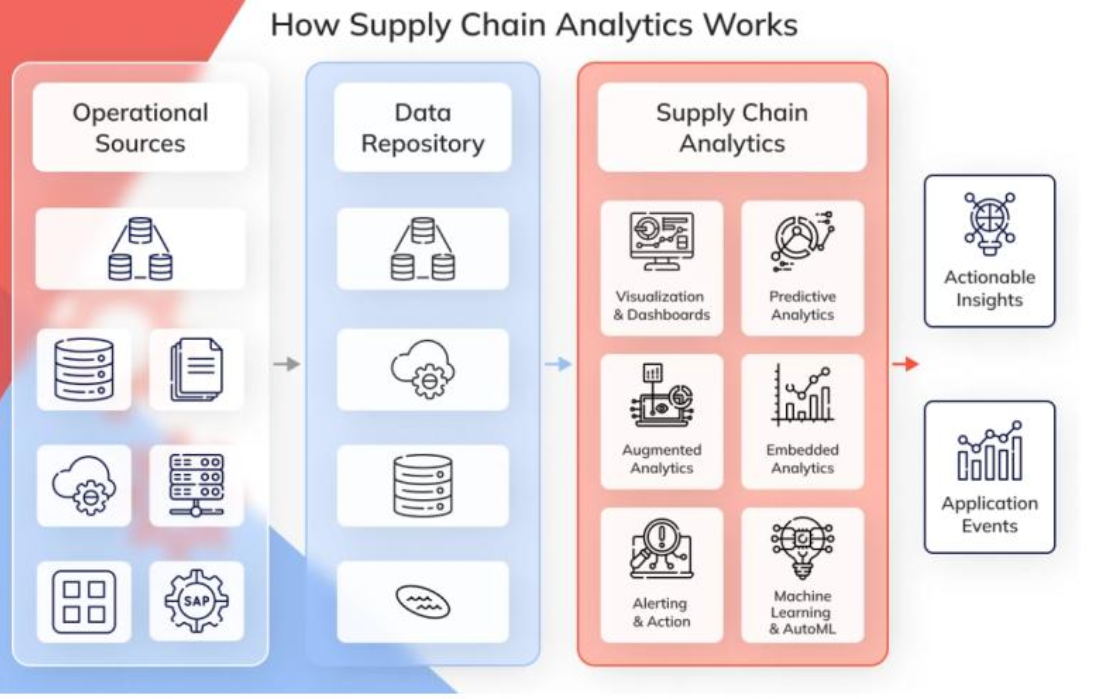 How Supply Chain Analytics Works
Operational
Sources
SAP
Data
Repository
Supply Chain
Analytics
Visualization
& Dashboards
Predictive
Analytics
Augmented
Analytics
Embedded
Analytics
Alerting
& Action
Machine
Learning
& AutoML
Actionable
Insights
Application
Events